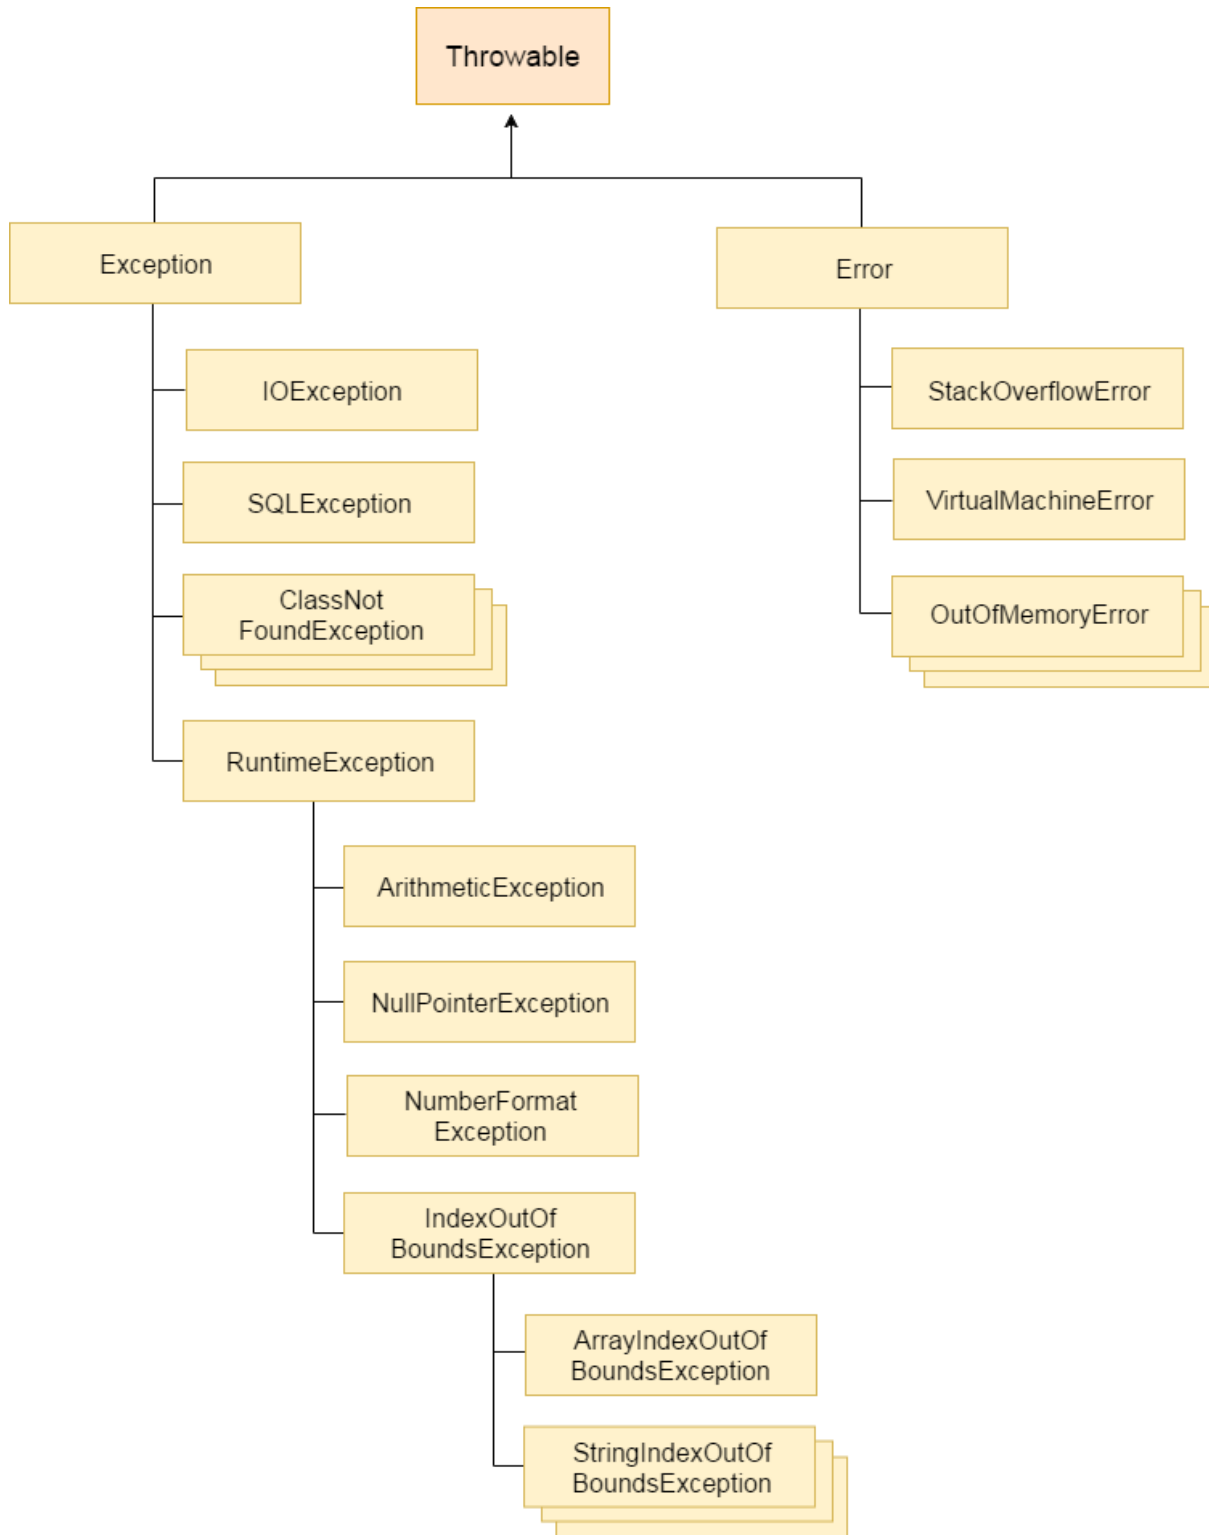 Throwable
Exception
Error
IOException
StackOverflowError
SQLException
VirtualMachineError
ClassNot
FoundException
OutOfMemoryError
RuntimeException
ArithmeticException
NullPointerException
NumberFormat
Exception
IndexOutOf
BoundsException
ArrayIndexOutOf
BoundsException
StringIndexOutOf
BoundsException